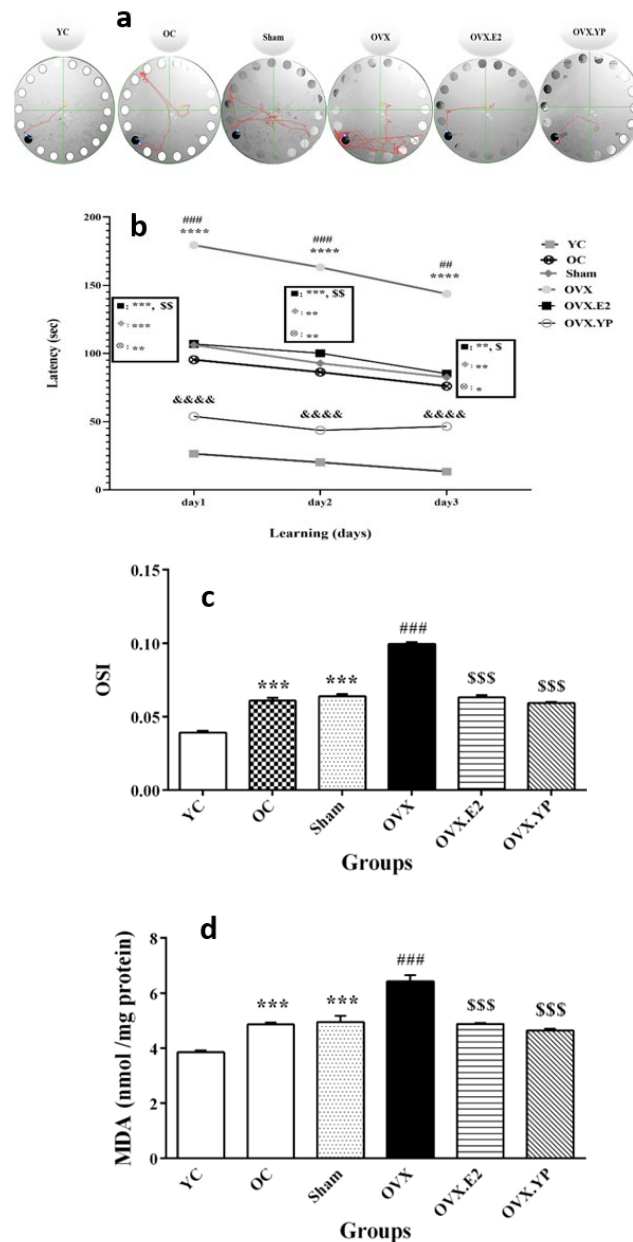 a
YC OC Sham OVX OVX.E2 OVX.YP
b
200
150
100
50
0
Latency (sec)
###
****
###
****
##
****
■: ***, $$
◆: ***
⊗: **
■: ***, $$
◆: **
⊗: **
■: **, $
◆: **
⊗: *
&&&& &&&& &&&&
day1 day2 day3
Learning (days)
YC
OC
Sham
OVX
OVX.E2
OVX.YP
c
0.15
0.10
0.05
0.00
OSI
*** *** ### $$$ $$$
YC OC Sham OVX OVX.E2 OVX.YP
Groups
d
8
6
4
2
0
MDA (nmol /mg protein)
*** *** ### $$$ $$$
YC OC Sham OVX OVX.E2 OVX.YP
Groups